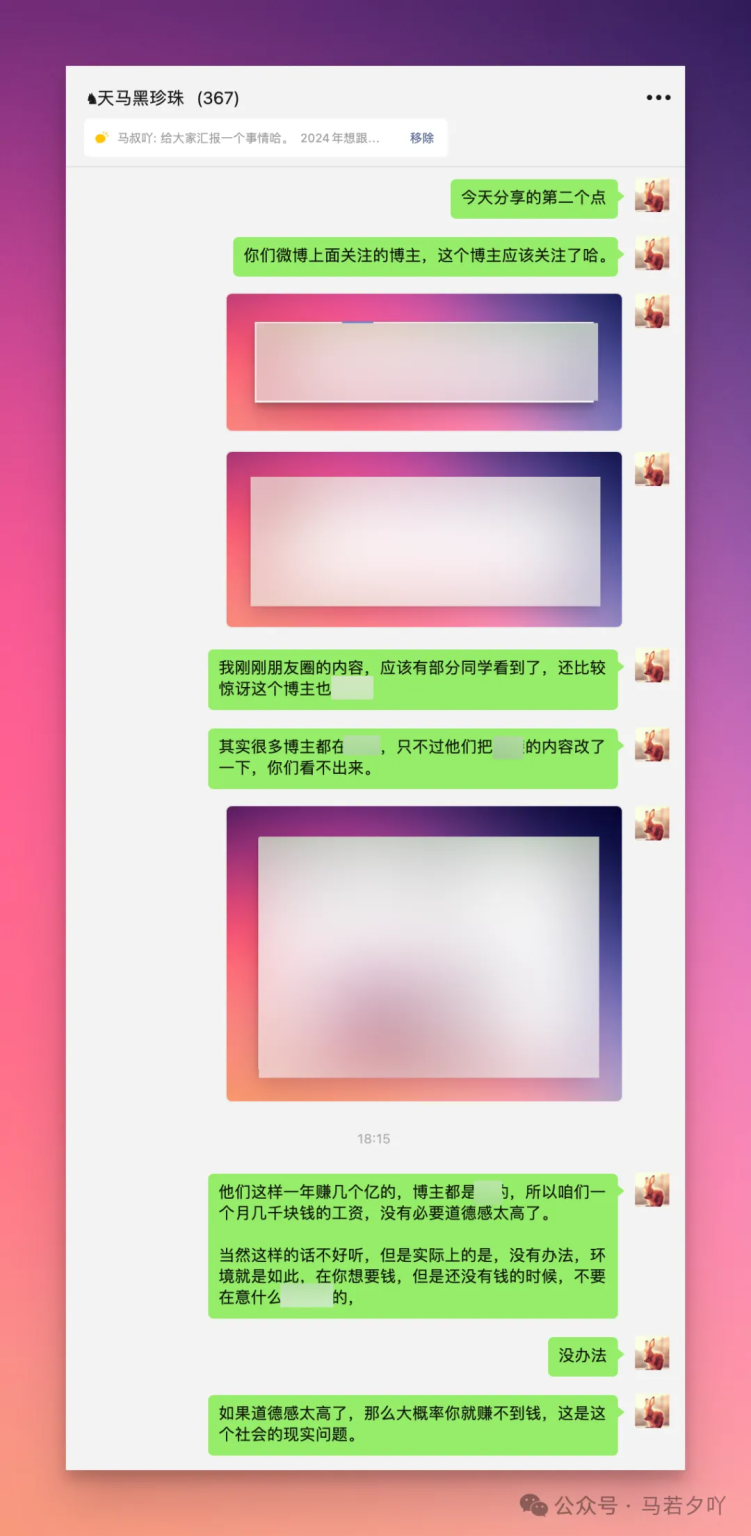 ♞天马黑珍珠 (367)
马叔吖: 给大家汇报一个事情哈。 2024年想跟...
移除
今天分享的第二个点
你们微博上面关注的博主，这个博主应该关注了哈。
我刚刚朋友圈的内容，应该有部分同学看到了，还比较
惊讶这个博主也
其实很多博主都在，只不过他们把的内容改了
一下，你们看不出来。
18:15
他们这样一年赚几个亿的，博主都是的，所以咱们一
个月几千块钱的工资，没有必要道德感太高了。
当然这样的话不好听，但是实际上的是，没有办法，环
境就是如此，在你想要钱，但是还没有钱的时候，不要
在意什么的，
没办法
如果道德感太高了，那么大概率你就赚不到钱，这是这
个社会的现实问题。
公众号 · 马若夕吖